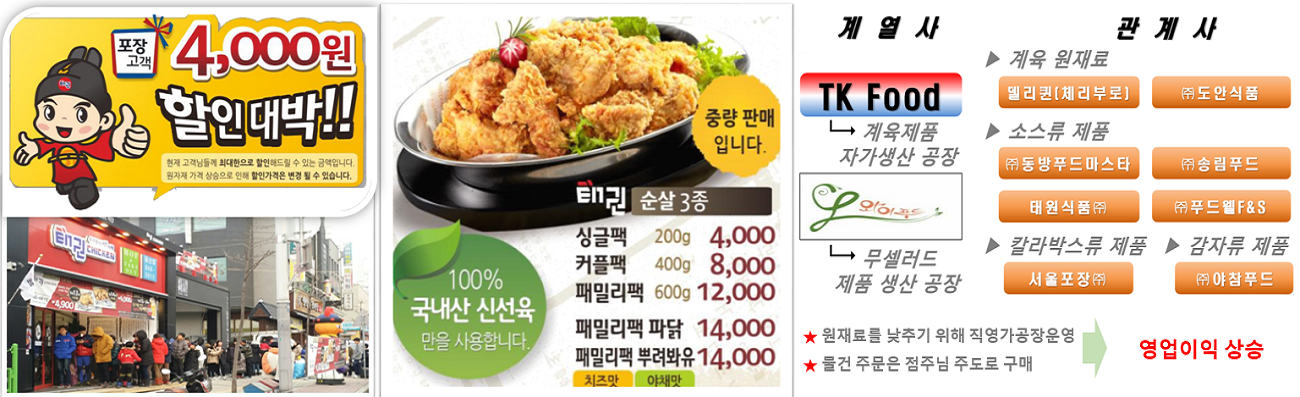 포장
고객
4,000원
할인대박!!
현재 고객님들께 최대한으로 할인해드릴 수 있는 금액입니다.
원자재 가격 상승으로 인해 할인가격은 변경 될 수 있습니다.
태권
CHICKEN
4,900
중량 판매
입니다.
태권 순살 3종
싱글팩 200g 4,000
커플팩 400g 8,000
패밀리팩 600g 12,000
패밀리팩 파닭 14,000
패밀리팩 뿌려봐유 14,000
치즈맛 야채맛
100%
국내산 신선육
만을 사용합니다.
계 열 사
TK Food
계육제품
자가생산 공장
와이푸드
무셀러드
제품 생산 공장
관 계 사
▶ 계육 원재료
델리퀸(체리부로) ㈜도안식품
▶ 소스류 제품
㈜동방푸드마스타 ㈜송림푸드
태원식품㈜ ㈜푸드웰F&S
▶ 칼라박스류 제품 ▶ 감자류 제품
서울포장㈜ ㈜야참푸드
★ 원재료를 낮추기 위해 직영가공장운영
★ 물건 주문은 점주님 주도로 구매
영업이익 상승